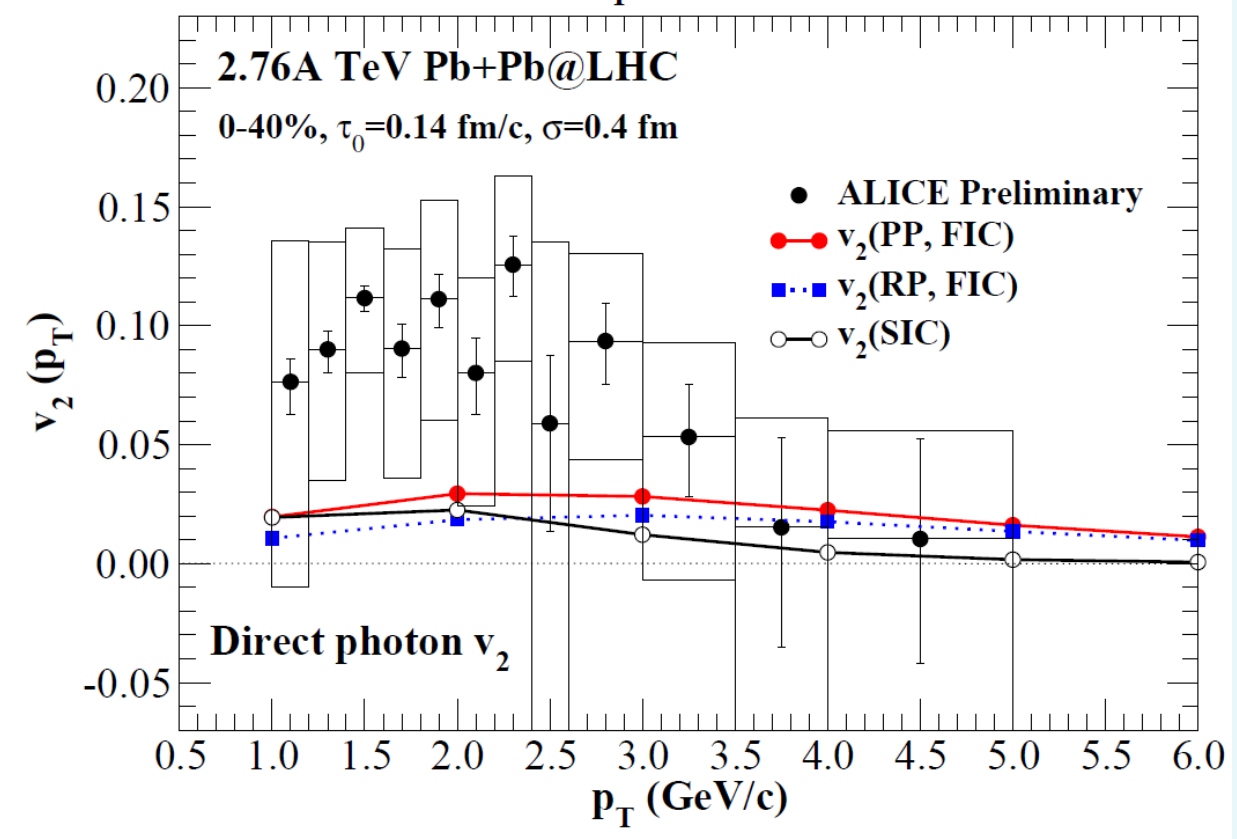 2.76A TeV Pb+Pb@LHC
0-40%, τ0=0.14 fm/c, σ=0.4 fm
ALICE Preliminary
v2(PP, FIC)
v2(RP, FIC)
v2(SIC)
Direct photon v2
v2 (pT)
0.20
0.15
0.10
0.05
0.00
-0.05
0.5 1.0 1.5 2.0 2.5 3.0 3.5 4.0 4.5 5.0 5.5 6.0
pT (GeV/c)